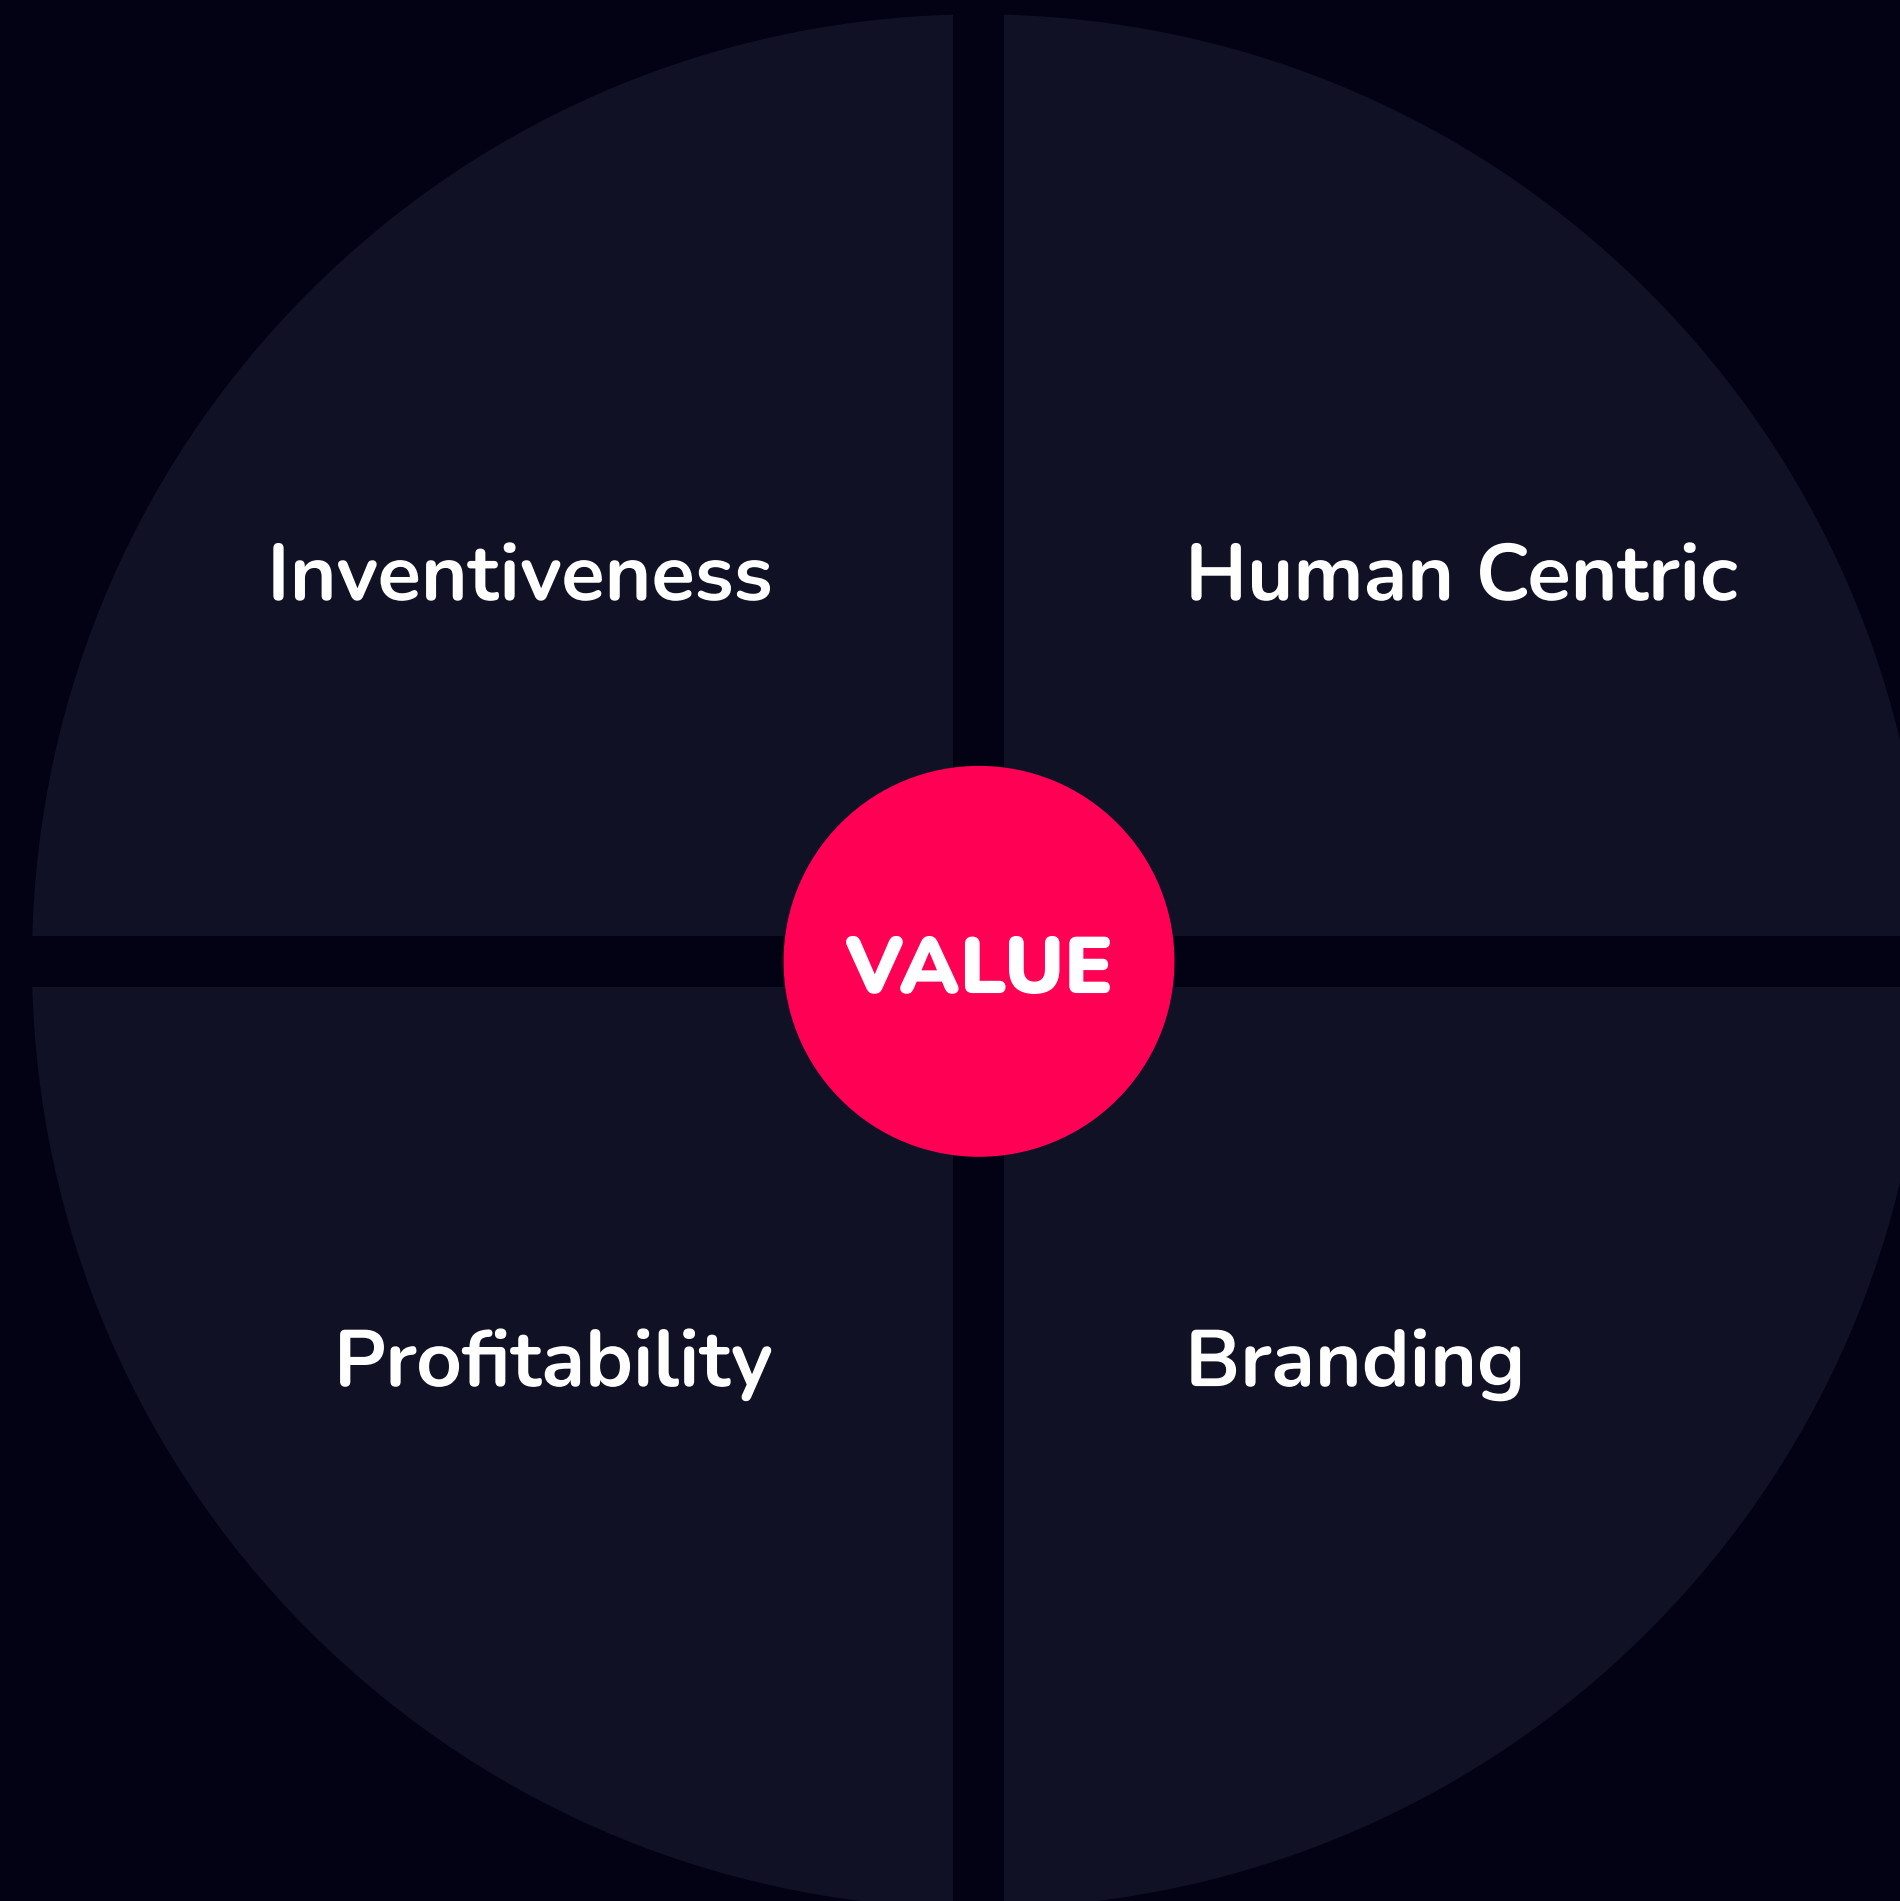 Inventiveness
Human Centric
VALUE
Profitability
Branding